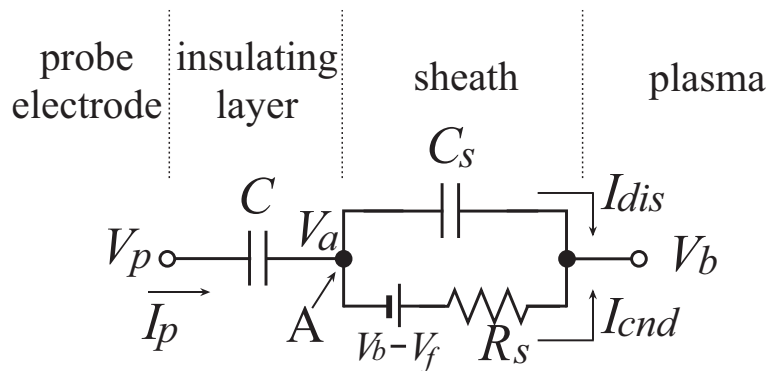 probe
electrode
insulating
layer
sheath
plasma
C
Cs
Idis
Vp
Va
Vb
Ip
A
Vb−Vf
Rs
Icnd